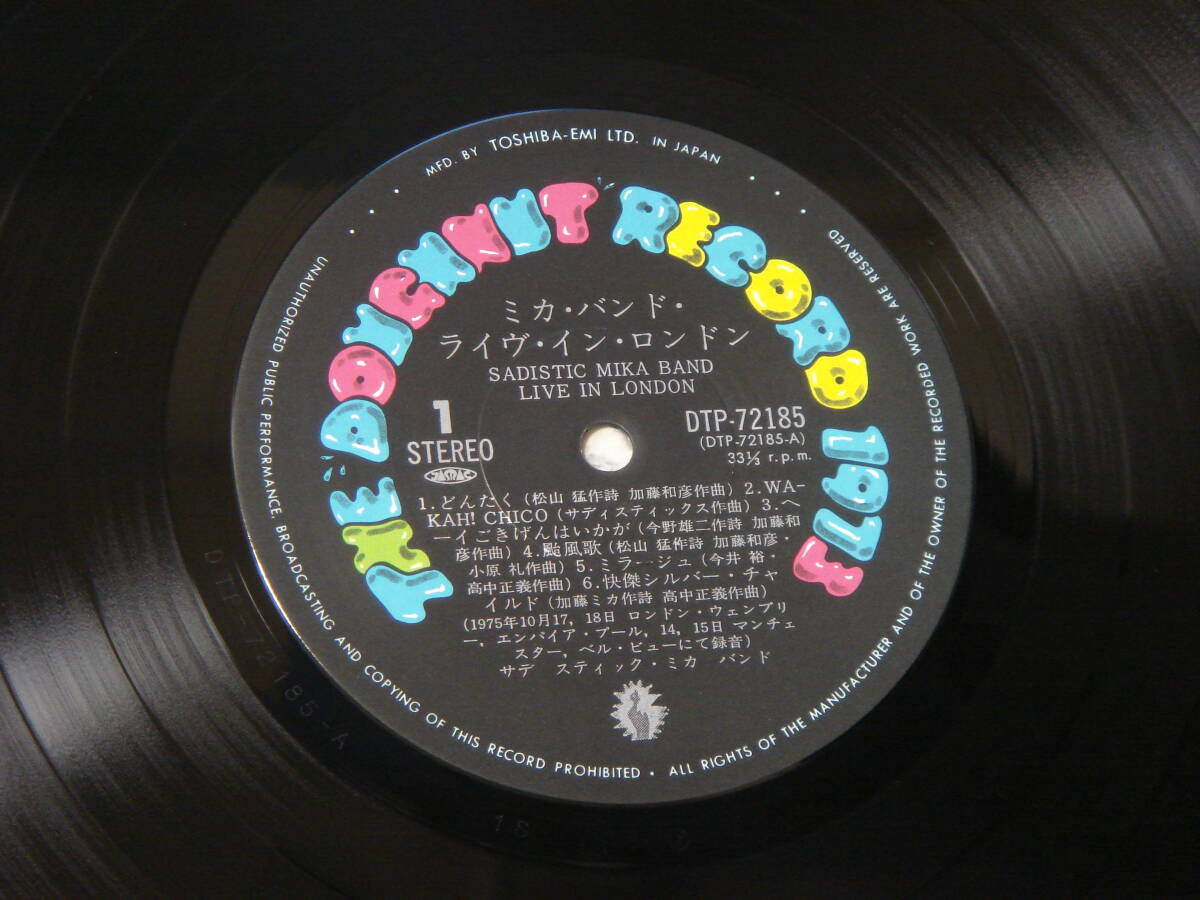 MFD. BY TOSHIBA-EMI LTD. IN JAPAN
THE DOUGHNUT RECORD 1973
ミカ・バンド・
ライヴ・イン・ロンドン
SADISTIC MIKA BAND
LIVE IN LONDON
1
STEREO
DTP-72185
(DTP-72185-A)
33⅓ r.p.m.
1.どんたく（松山 猛作詩 加藤和彦作曲）2.WA-
KAH! CHICO（サディスティックス作曲）3.ヘ
ーイごきげんはいかが（今野雄二作詩 加藤和
彦作曲）4.颱風歌（松山 猛作詩 加藤和彦・
小原 礼作曲）5.ミラージュ（今井 裕・
高中正義作曲）6.快傑シルバー・チャ
イルド（加藤ミカ作詩 高中正義作曲）
(1975年10月17, 18日 ロンドン・ウェンブリ
ー, エンパイア・プール, 14, 15日 マンチェ
スター, ベル・ビューにて録音)
サデ スティック・ミカ バンド
UNAUTHORIZED PUBLIC PERFORMANCE, BROADCASTING AND COPYING OF THIS RECORD PROHIBITED • ALL RIGHTS OF THE MANUFACTURER AND OF THE OWNER OF THE RECORDED WORK ARE RESERVED
DTP-72185-A
1S
3